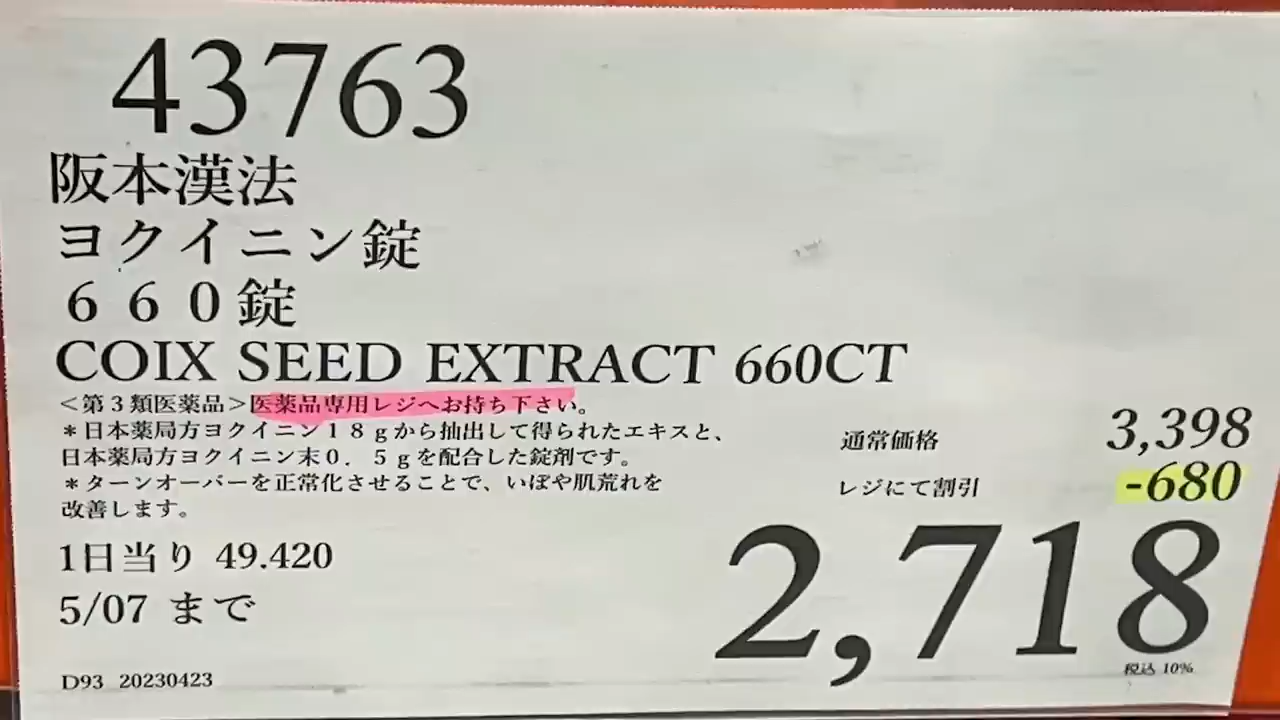 43763
阪本漢法
ヨクイニン錠
６６０錠
COIX SEED EXTRACT 660CT
＜第３類医薬品＞医薬品専用レジへお持ち下さい。
＊日本薬局方ヨクイニン１８ｇから抽出して得られたエキスと、
日本薬局方ヨクイニン末０．５ｇを配合した錠剤です。
＊ターンオーバーを正常化させることで、いぼや肌荒れを
改善します。
通常価格 3,398
レジにて割引 -680
2,718
税込 10%
1日当り 49.420
5/07 まで
D93 20230423